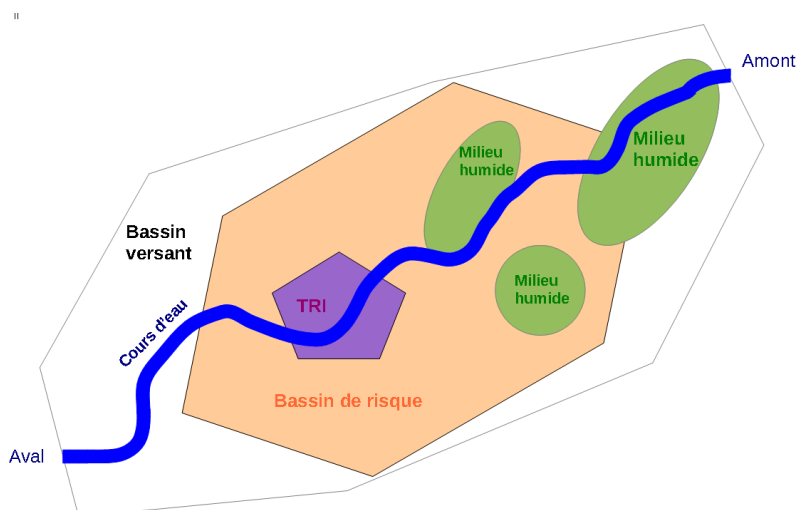 Amont
Milieu
humide
Milieu
humide
Bassin
versant
Milieu
humide
TRI
Cours d'eau
Bassin de risque
Aval